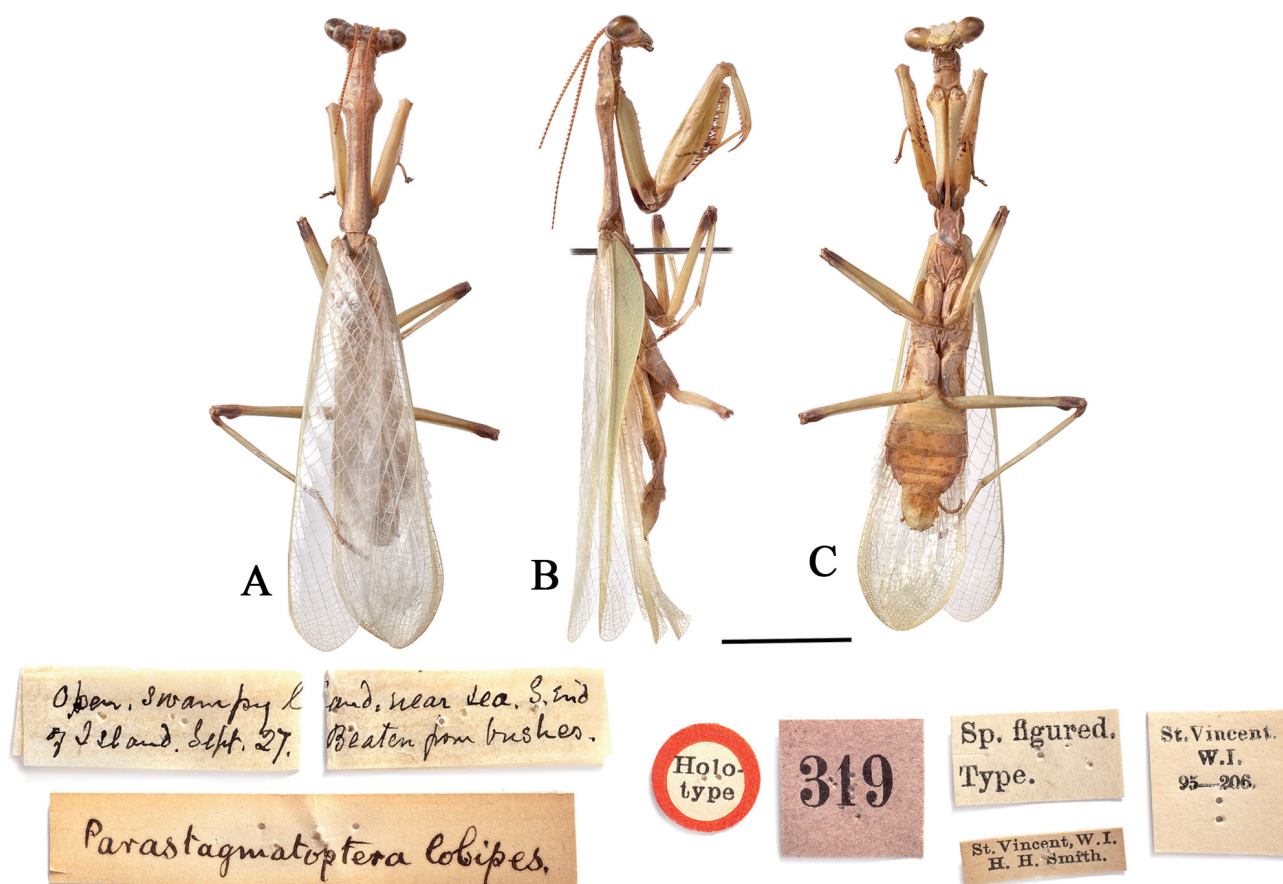 A
B
C
Open, swampy land, near sea. S. End
of Island. Sept. 27. Beaten from bushes.
Parastagmatoptera lobipes.
Holo-
type
319
Sp. figured.
Type.
St. Vincent, W. I.
H. H. Smith.
St. Vincent.
W. I.
95—206.